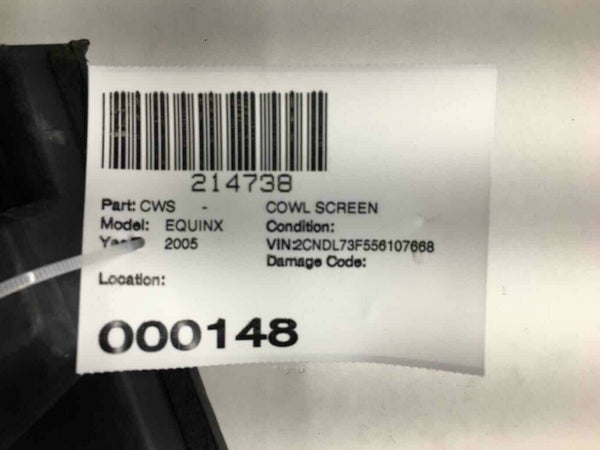 214738
Part: CWS - COWL SCREEN
Model: EQUINX Condition:
2005 VIN:2CNDL73F556107668
Damage Code:
Location:
000148